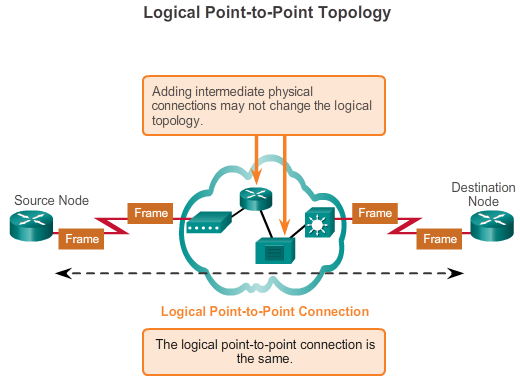 Logical Point-to-Point Topology
Adding intermediate physical
connections may not change the logical
topology.
Source Node
Destination
Node
Frame
Frame
Frame
Frame
Logical Point-to-Point Connection
The logical point-to-point connection is
the same.